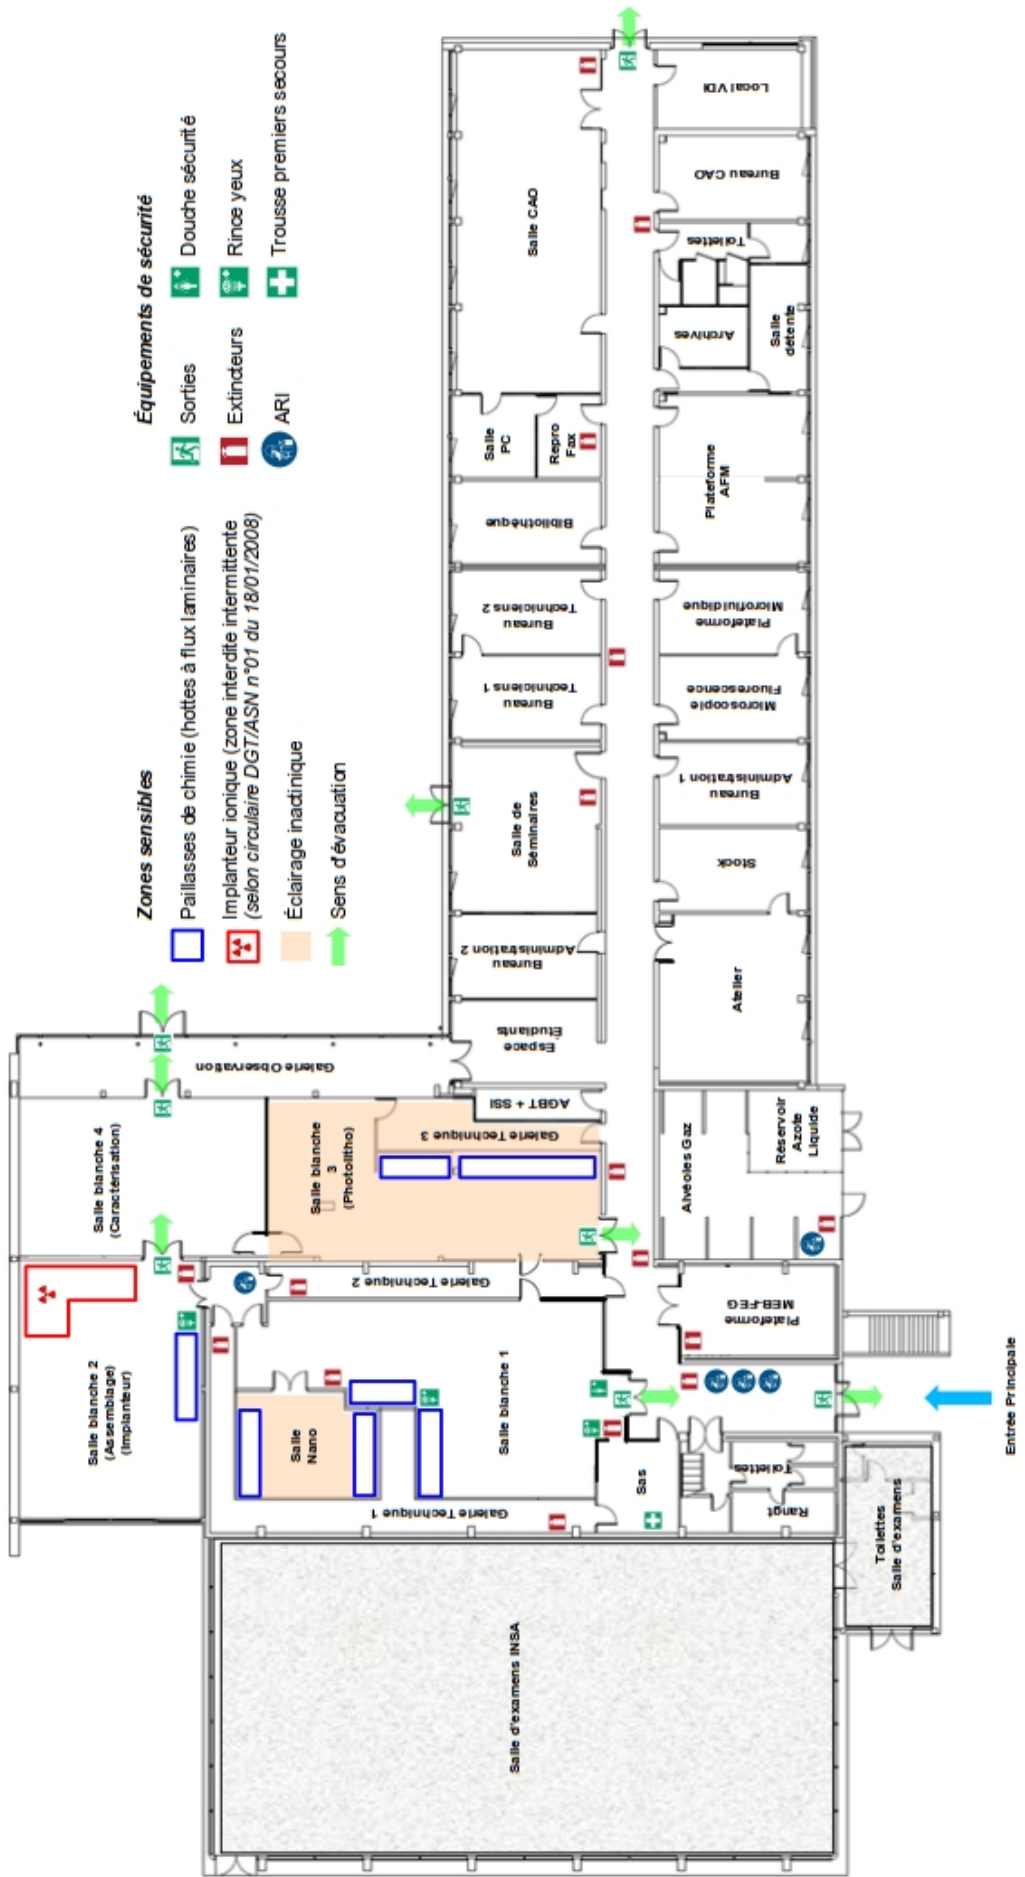 Zones sensibles
Paillasses de chimie (hottes à flux laminaires)
Implanteur ionique (zone interdite intermittente
(selon circulaire DGT/ASN n°01 du 18/01/2008)
Éclairage inactinique
Sens d'évacuation
Équipements de sécurité
Sorties
Extincteurs
ARI
Douche sécurité
Rince yeux
Trousse premiers secours
Salle blanche 2
(Assemblage)
(Implanteur)
Salle blanche 4
(Caractérisation)
Galerie Observation
Salle blanche
3
(Photolitho)
Galerie Technique 3
AGBT + SSI
Galerie Technique 2
Salle
Nano
Salle blanche 1
Galerie Technique 1
Sas
Toilettes
Rangt
Plateforme
MEB-FEG
Alvéoles Gaz
Réservoir
Azote
Liquide
Salle d'examens INSA
Toilettes
Salle d'examens
Entrée Principale
Espace
Étudiants
Bureau
Administration 2
Salle de
Séminaires
Bureau
Techniciens 1
Bureau
Techniciens 2
Bibliothèque
Salle
PC
Repro
Fax
Salle CAO
Atelier
Stock
Bureau
Administration 1
Microscopie
Fluorescence
Plateforme
Microfluidique
Plateforme
AFM
Archives
Salle
détente
Toilettes
Bureau CAO
Local VDI